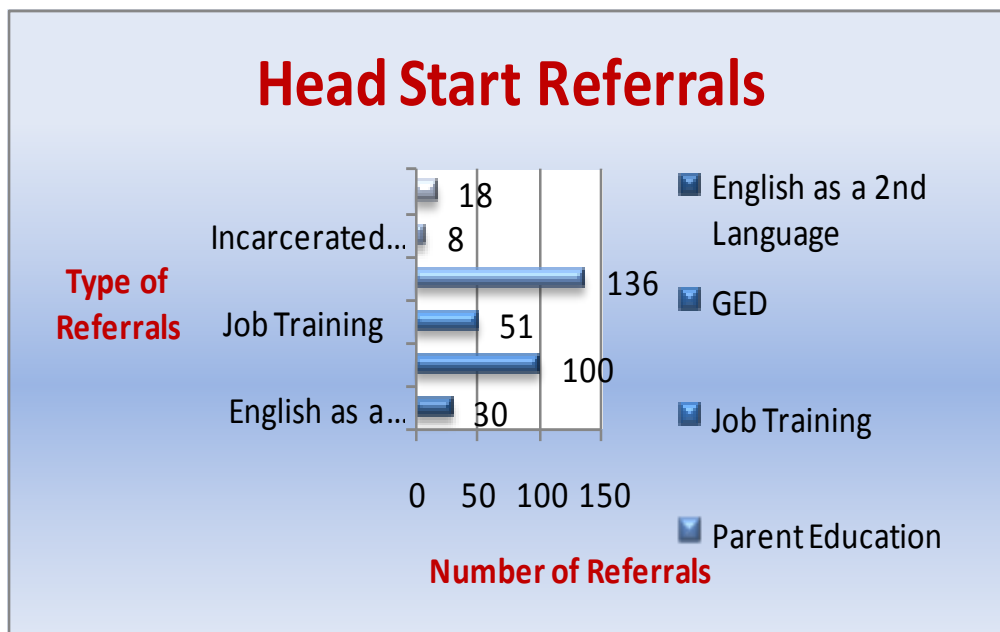 Head Start Referrals
18
Incarcerated...
8
136
Job Training
51
100
English as a...
30
Type of
Referrals
0 50 100 150
Number of Referrals
English as a 2nd
Language
GED
Job Training
Parent Education